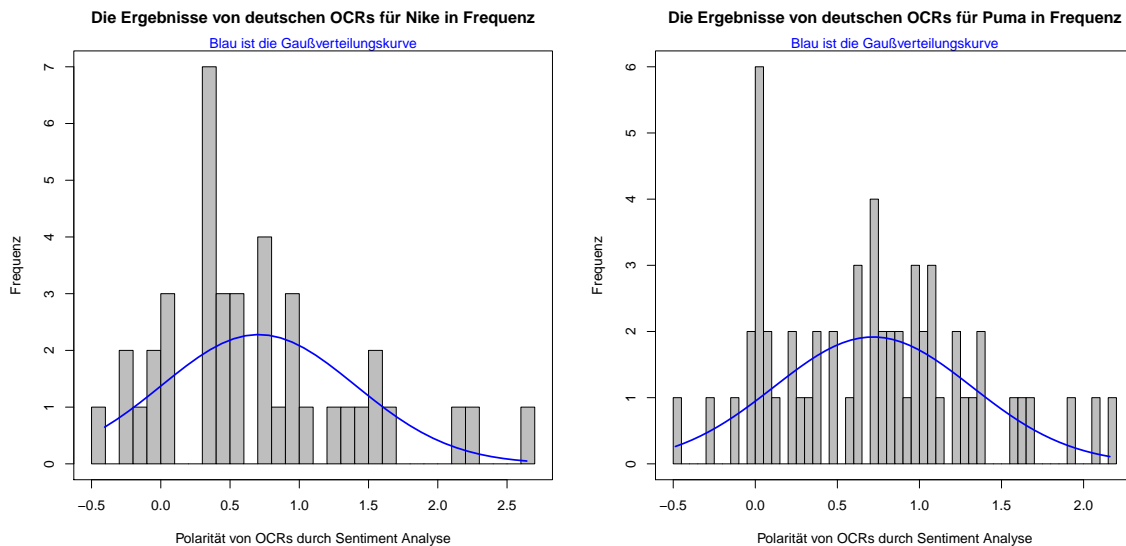 Die Ergebnisse von deutschen OCRs für Nike in Frequenz
Blau ist die Gaußverteilungskurve
Frequenz
7
6
5
4
3
2
1
0
−0.5 0.0 0.5 1.0 1.5 2.0 2.5
Polarität von OCRs durch Sentiment Analyse
Die Ergebnisse von deutschen OCRs für Puma in Frequenz
Blau ist die Gaußverteilungskurve
Frequenz
6
5
4
3
2
1
0
−0.5 0.0 0.5 1.0 1.5 2.0
Polarität von OCRs durch Sentiment Analyse